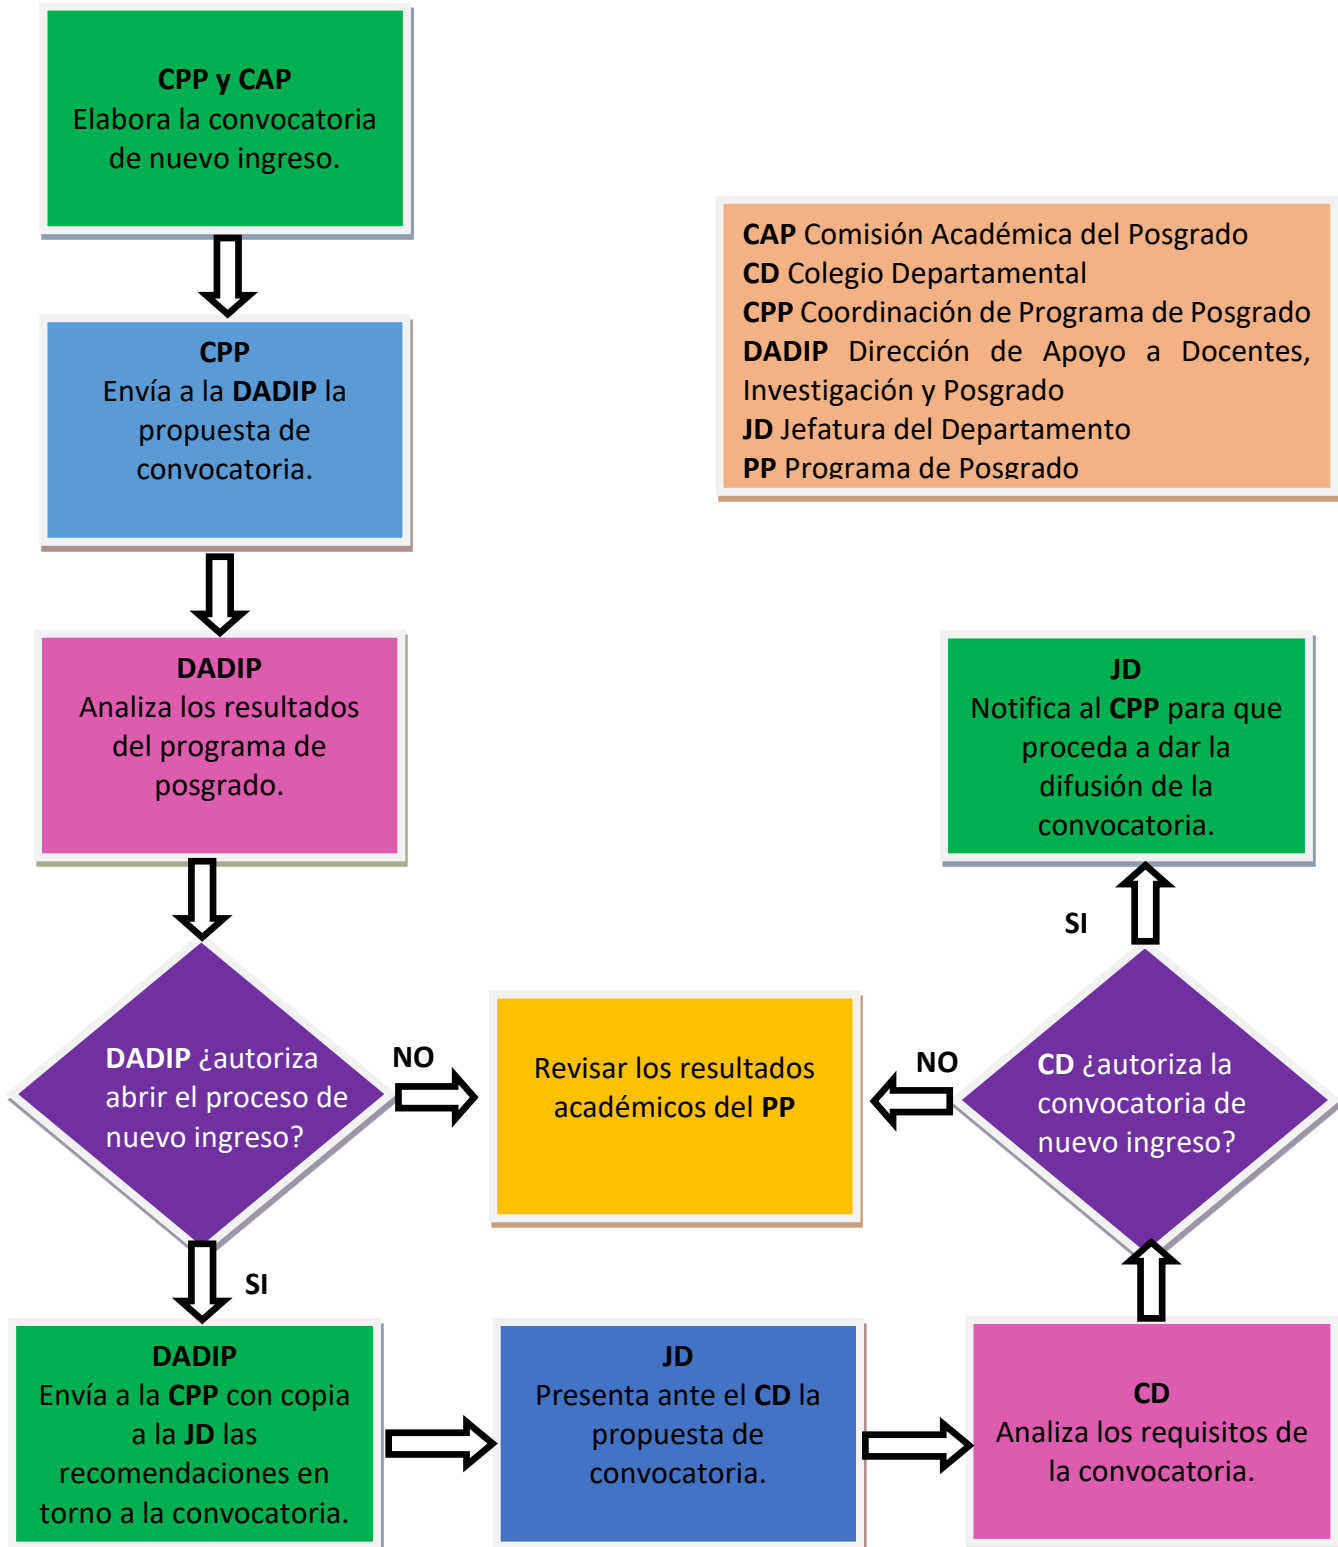 CPP y CAP
Elabora la convocatoria
de nuevo ingreso.
CAP Comisión Académica del Posgrado
CD Colegio Departamental
CPP Coordinación de Programa de Posgrado
DADIP Dirección de Apoyo a Docentes,
Investigación y Posgrado
JD Jefatura del Departamento
PP Programa de Posgrado
CPP
Envía a la DADIP la
propuesta de
convocatoria.
DADIP
Analiza los resultados
del programa de
posgrado.
JD
Notifica al CPP para que
proceda a dar la
difusión de la
convocatoria.
SI
DADIP ¿autoriza
abrir el proceso de
nuevo ingreso?
NO
Revisar los resultados
académicos del PP
NO
CD ¿autoriza la
convocatoria de
nuevo ingreso?
SI
DADIP
Envía a la CPP con copia
a la JD las
recomendaciones en
torno a la convocatoria.
JD
Presenta ante el CD la
propuesta de
convocatoria.
CD
Analiza los requisitos de
la convocatoria.